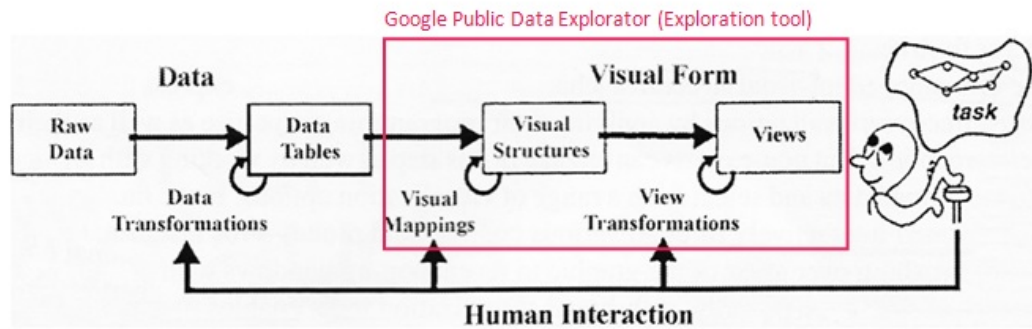 Google Public Data Explorator (Exploration tool)
Data
Visual Form
Raw
Data
Data
Tables
Visual
Structures
Views
task
Data
Transformations
Visual
Mappings
View
Transformations
Human Interaction